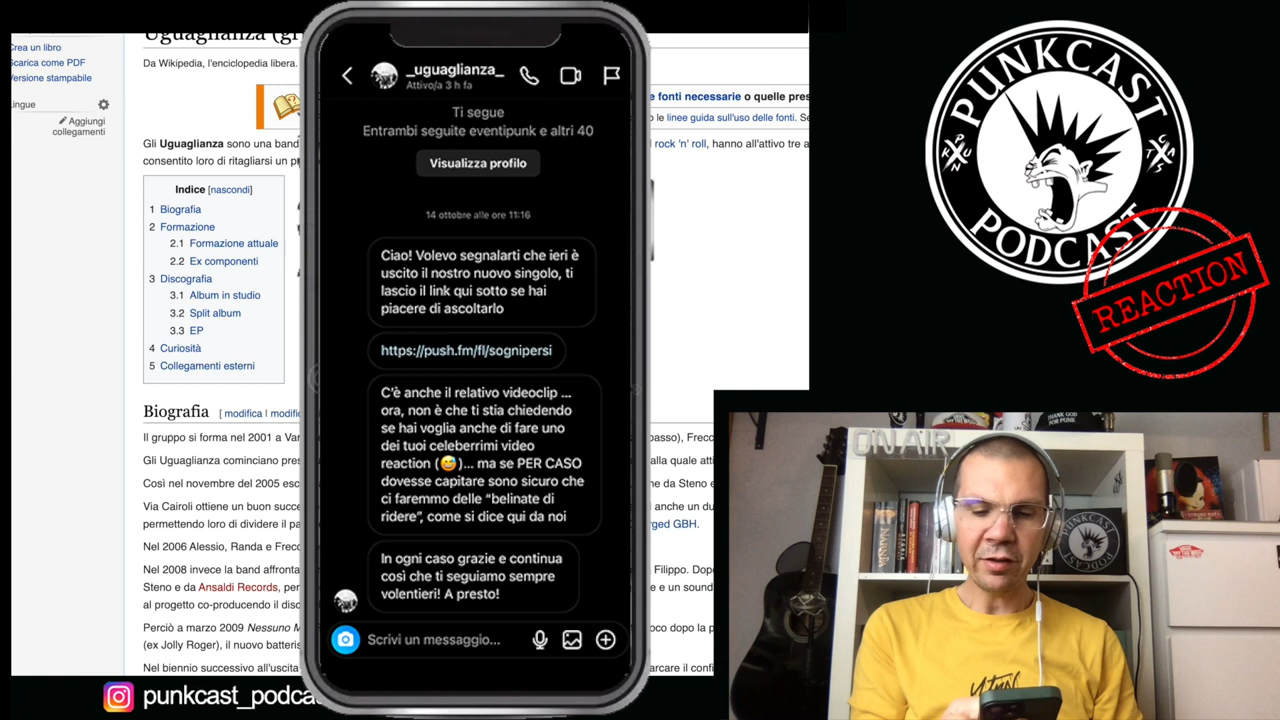 Uguaglianza (gr
Crea un libro
Scarica come PDF
Versione stampabile
Lingue
Aggiungi
collegamenti
Da Wikipedia, l'enciclopedia libera.
e fonti necessarie o quelle pres
o le linee guida sull'uso delle fonti. Se
Gli Uguaglianza sono una band
rock 'n' roll, hanno all'attivo tre a
consentito loro di ritagliarsi un p
Indice [nascondi]
1 Biografia
2 Formazione
2.1 Formazione attuale
2.2 Ex componenti
3 Discografia
3.1 Album in studio
3.2 Split album
3.3 EP
4 Curiosità
5 Collegamenti esterni
Biografia [ modifica | modific
Il gruppo si forma nel 2001 a Var
passo), Frecc
Gli Uguaglianza cominciano pres
alla quale atti
Così nel novembre del 2005 esc
e da Steno e
Via Cairoli ottiene un buon succe
anche un du
permettendo loro di dividere il pa
rged GBH.
Nel 2006 Alessio, Randa e Frecc
Nel 2008 invece la band affronta
Filippo. Dopo
Steno e da Ansaldi Records, per
e un sound
al progetto co-producendo il disc
Perciò a marzo 2009 Nessuno M
oco dopo la p
(ex Jolly Roger), il nuovo batteris
Nel biennio successivo all'uscita
arcare il confi
_uguaglianza_
Attivo/a 3 h fa
Ti segue
Entrambi seguite eventipunk e altri 40
Visualizza profilo
14 ottobre alle ore 11:16
Ciao! Volevo segnalarti che ieri è
uscito il nostro nuovo singolo, ti
lascio il link qui sotto se hai
piacere di ascoltarlo
https://push.fm/fl/sognipersi
C'è anche il relativo videoclip ...
ora, non è che ti stia chiedendo
se hai voglia anche di fare uno
dei tuoi celeberrimi video
reaction (😅)... ma se PER CASO
dovesse capitare sono sicuro che
ci faremmo delle "belinate di
ridere", come si dice qui da noi
In ogni caso grazie e continua
così che ti seguiamo sempre
volentieri! A presto!
Scrivi un messaggio...
punkcast_podcas
PUNKCAST
PODCAST
REACTION
ON AIR
THANK GOD
FOR PUNK
NARNIA
PODCAST